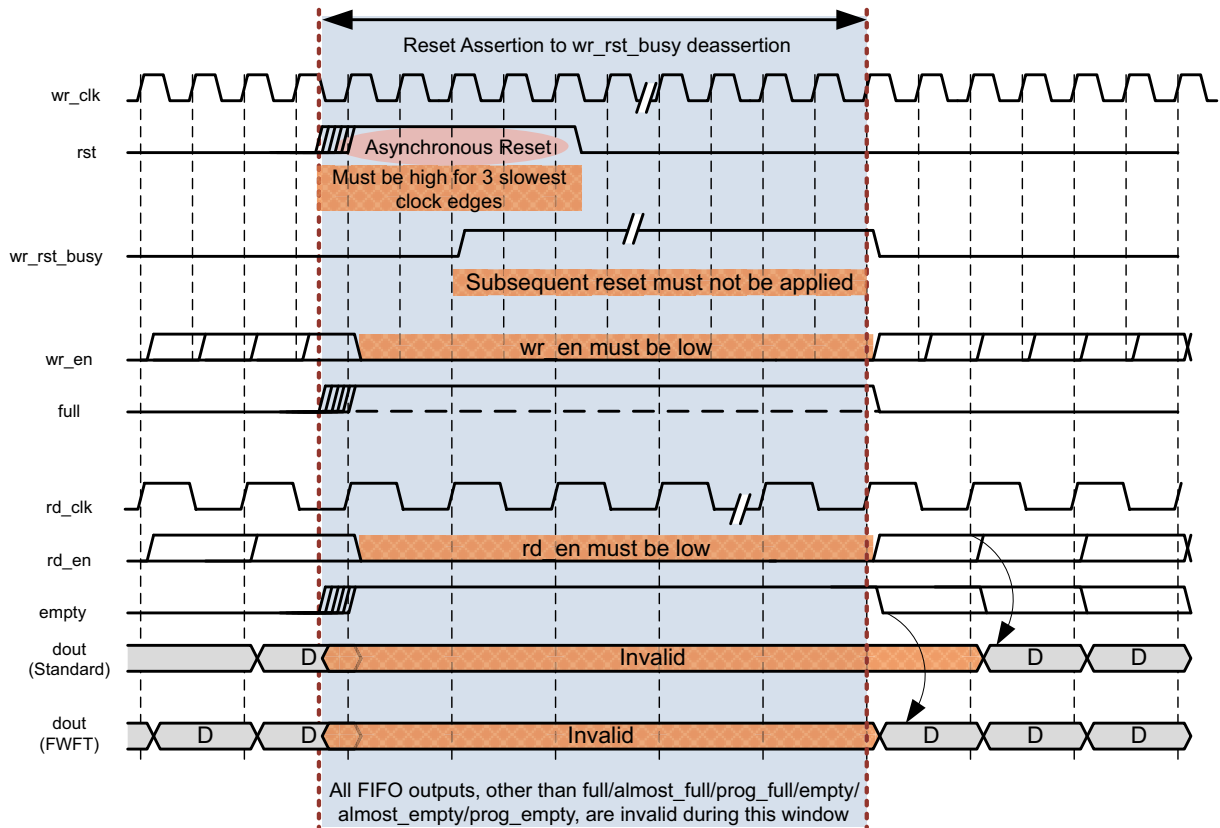 Reset Assertion to wr_rst_busy deassertion
wr_clk
rst
Asynchronous Reset
Must be high for 3 slowest
clock edges
wr_rst_busy
Subsequent reset must not be applied
wr_en
wr_en must be low
full
rd_clk
rd_en
rd_en must be low
empty
dout
(Standard)
D
Invalid
D
D
dout
(FWFT)
D
D
Invalid
D
D
D
All FIFO outputs, other than full/almost_full/prog_full/empty/
almost_empty/prog_empty, are invalid during this window